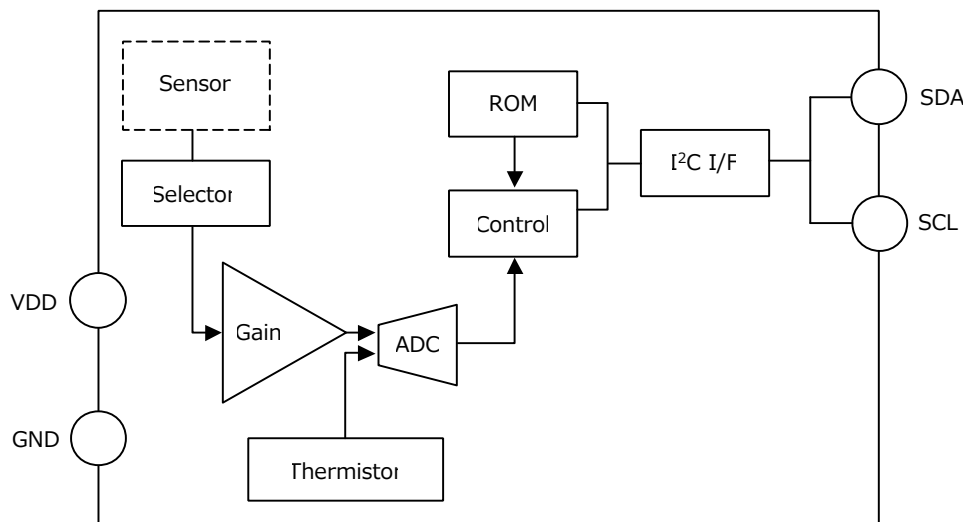 Sensor
ROM
SDA
I²C I/F
Selector
Control
SCL
VDD
Gain
ADC
GND
Thermistor